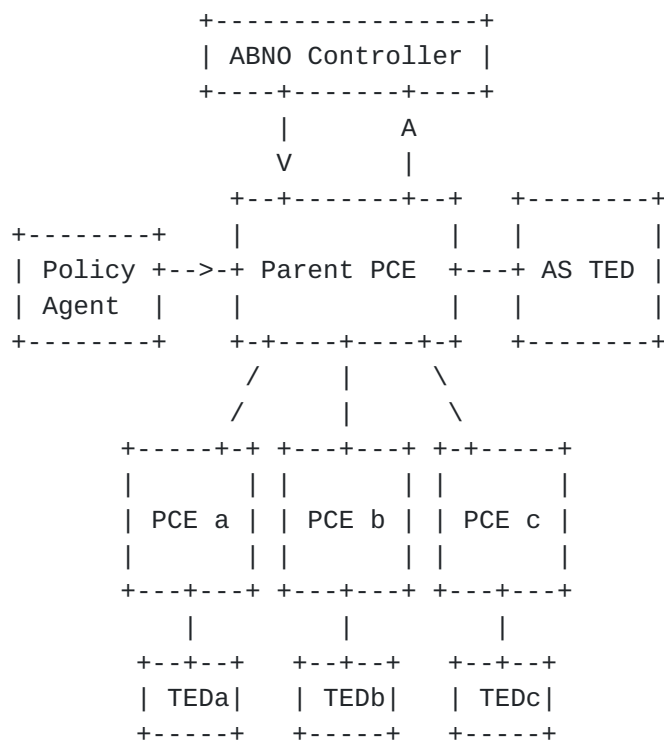 ABNO Controller
A
V
Policy Agent
Parent PCE
AS TED
PCE a
PCE b
PCE c
TEDa
TEDb
TEDc